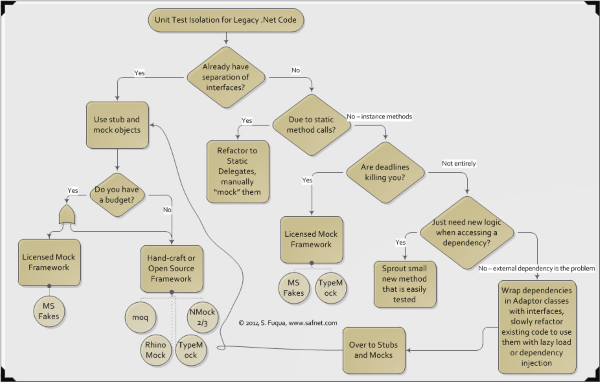 Unit Test Isolation for Legacy .Net Code
Already have
separation of
interfaces?
Yes
No
Use stub and
mock objects
Due to static
method calls?
Yes
No – instance methods
Refactor to
Static
Delegates,
manually
"mock" them
Are deadlines
killing you?
Yes
Not entirely
Do you have
a budget?
Yes
No
Just need new logic
when accessing a
dependency?
Yes
No – external dependency is the problem
Licensed Mock
Framework
MS
Fakes
Hand-craft or
Open Source
Framework
moq
NMock
2/3
Rhino
Mock
TypeM
ock
Licensed Mock
Framework
MS
Fakes
TypeM
ock
Sprout small
new method
that is easily
tested
Wrap dependencies
in Adaptor classes
with interfaces,
slowly refactor
existing code to use
them with lazy load
or dependency
injection
Over to Stubs
and Mocks
© 2014 S. Fuqua, www.safnet.com